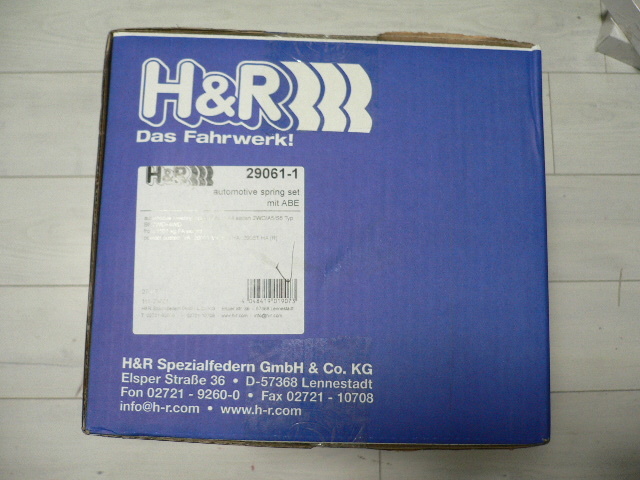 H&R
Das Fahrwerk!
H&R 29061-1
automotive spring set
mit ABE
H&R Spezialfedern GmbH & Co. KG
Elsper Straße 36 • D-57368 Lennestadt
Fon 02721 - 9260-0 • Fax 02721 - 10708
info@h-r.com • www.h-r.com